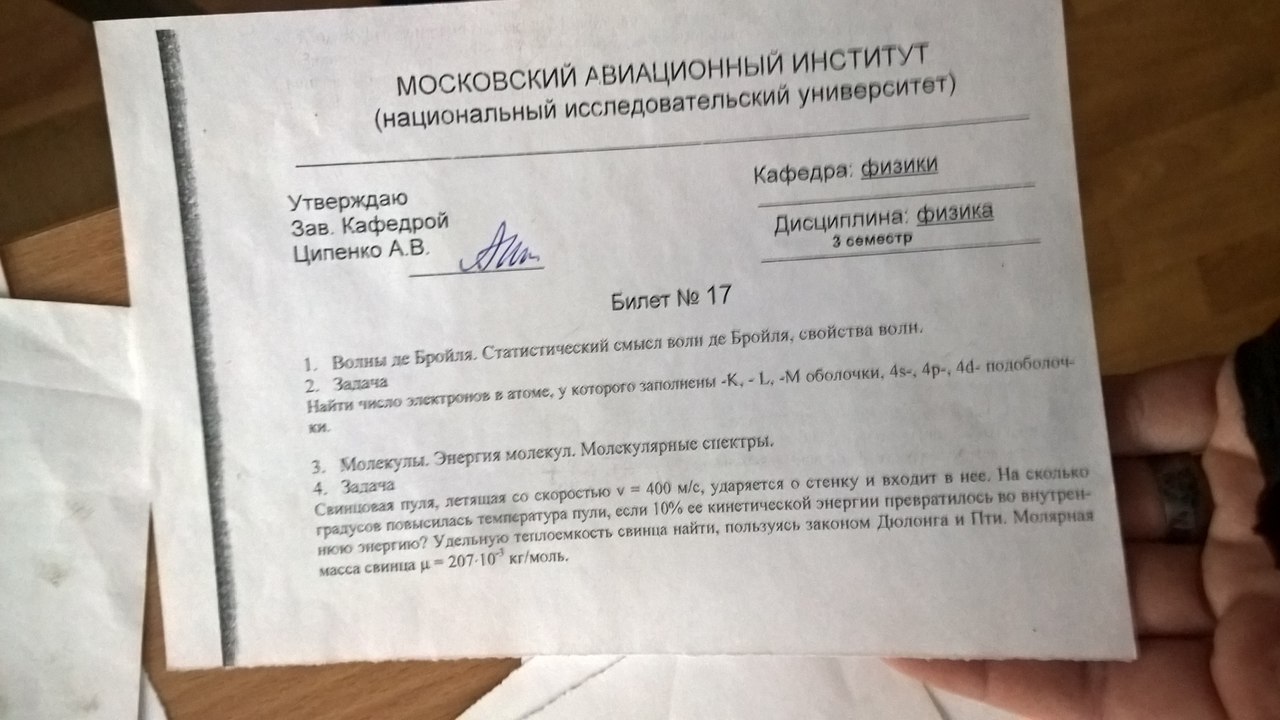 МОСКОВСКИЙ АВИАЦИОННЫЙ ИНСТИТУТ
(национальный исследовательский университет)
Утверждаю
Зав. Кафедрой
Ципенко А.В.
Кафедра: физики
Дисциплина: физика
3 семестр
Билет № 17
1. Волны де Бройля. Статистический смысл волн де Бройля, свойства волн.
2. Задача
Найти число электронов в атоме, у которого заполнены -K, - L, -M оболочки, 4s-, 4p-, 4d- подоболоч-
ки.
3. Молекулы. Энергия молекул. Молекулярные спектры.
4. Задача
Свинцовая пуля, летящая со скоростью v = 400 м/с, ударяется о стенку и входит в нее. На сколько
градусов повысилась температура пули, если 10% ее кинетической энергии превратилось во внутрен-
нюю энергию? Удельную теплоемкость свинца найти, пользуясь законом Дюлонга и Пти. Молярная
масса свинца μ = 207·10⁻³ кг/моль.